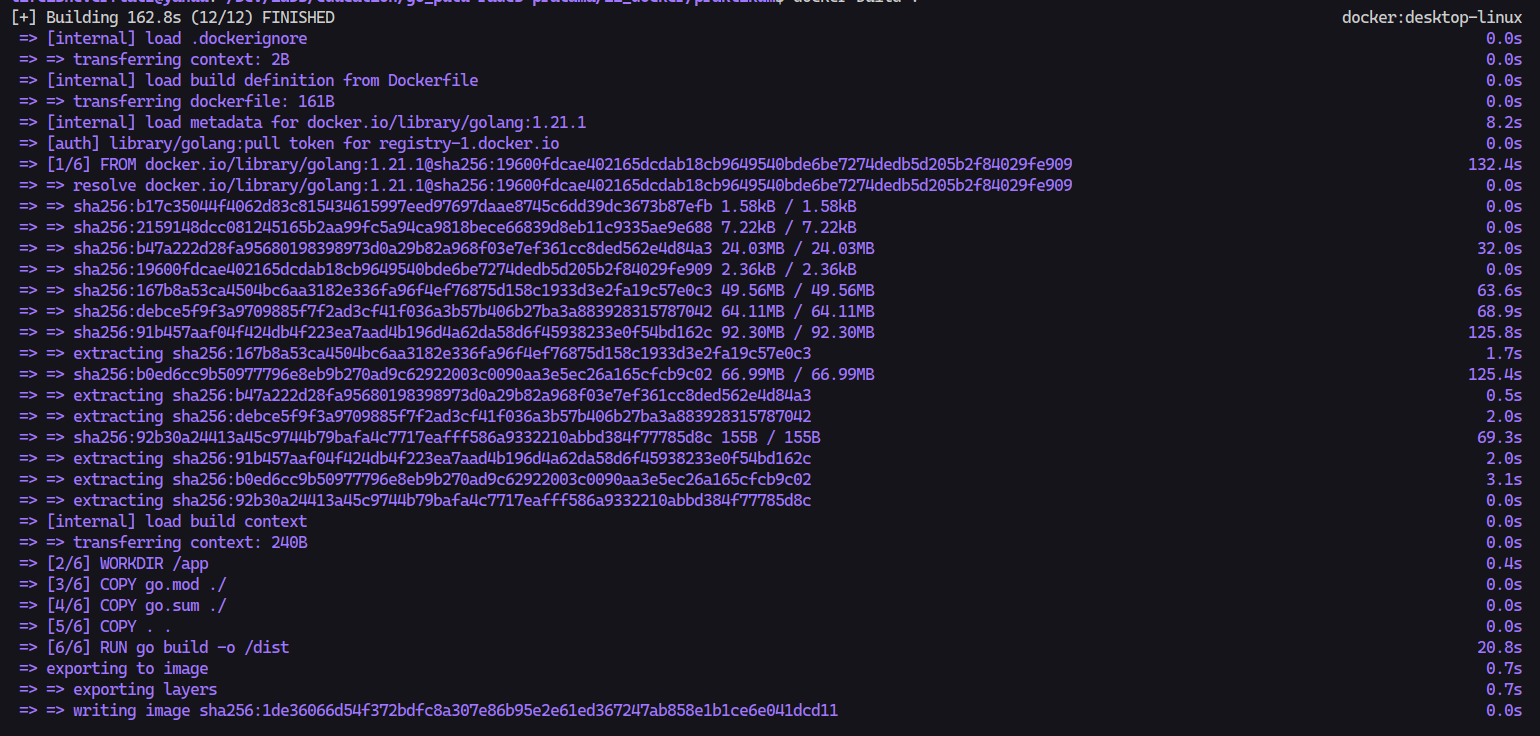 [+] Building 162.8s (12/12) FINISHED docker:desktop-linux
=> [internal] load .dockerignore 0.0s
=> => transferring context: 2B 0.0s
=> [internal] load build definition from Dockerfile 0.0s
=> => transferring dockerfile: 161B 0.0s
=> [internal] load metadata for docker.io/library/golang:1.21.1 8.2s
=> [auth] library/golang:pull token for registry-1.docker.io 0.0s
=> [1/6] FROM docker.io/library/golang:1.21.1@sha256:19600fdcae402165dcdab18cb9649540bde6be7274dedb5d205b2f84029fe909 132.4s
=> => resolve docker.io/library/golang:1.21.1@sha256:19600fdcae402165dcdab18cb9649540bde6be7274dedb5d205b2f84029fe909 0.0s
=> => sha256:b17c35044f4062d83c815434615997eed97697daae8745c6dd39dc3673b87efb 1.58kB / 1.58kB 0.0s
=> => sha256:2159148dcc081245165b2aa99fc5a94ca9818bece66839d8eb11c9335ae9e688 7.22kB / 7.22kB 0.0s
=> => sha256:b47a222d28fa95680198398973d0a29b82a968f03e7ef361cc8ded562e4d84a3 24.03MB / 24.03MB 32.0s
=> => sha256:19600fdcae402165dcdab18cb9649540bde6be7274dedb5d205b2f84029fe909 2.36kB / 2.36kB 0.0s
=> => sha256:167b8a53ca4504bc6aa3182e336fa96f4ef76875d158c1933d3e2fa19c57e0c3 49.56MB / 49.56MB 63.6s
=> => sha256:debce5f9f3a9709885f7f2ad3cf41f036a3b57b406b27ba3a883928315787042 64.11MB / 64.11MB 68.9s
=> => sha256:91b457aaf04f424db4f223ea7aad4b196d4a62da58d6f45938233e0f54bd162c 92.30MB / 92.30MB 125.8s
=> => extracting sha256:167b8a53ca4504bc6aa3182e336fa96f4ef76875d158c1933d3e2fa19c57e0c3 1.7s
=> => sha256:b0ed6cc9b50977796e8eb9b270ad9c62922003c0090aa3e5ec26a165cfcb9c02 66.99MB / 66.99MB 125.4s
=> => extracting sha256:b47a222d28fa95680198398973d0a29b82a968f03e7ef361cc8ded562e4d84a3 0.5s
=> => extracting sha256:debce5f9f3a9709885f7f2ad3cf41f036a3b57b406b27ba3a883928315787042 2.0s
=> => sha256:92b30a24413a45c9744b79bafa4c7717eafff586a9332210abbd384f77785d8c 155B / 155B 69.3s
=> => extracting sha256:91b457aaf04f424db4f223ea7aad4b196d4a62da58d6f45938233e0f54bd162c 2.0s
=> => extracting sha256:b0ed6cc9b50977796e8eb9b270ad9c62922003c0090aa3e5ec26a165cfcb9c02 3.1s
=> => extracting sha256:92b30a24413a45c9744b79bafa4c7717eafff586a9332210abbd384f77785d8c 0.0s
=> [internal] load build context 0.0s
=> => transferring context: 240B 0.0s
=> [2/6] WORKDIR /app 0.4s
=> [3/6] COPY go.mod ./ 0.0s
=> [4/6] COPY go.sum ./ 0.0s
=> [5/6] COPY . . 0.0s
=> [6/6] RUN go build -o /dist 20.8s
=> exporting to image 0.7s
=> => exporting layers 0.7s
=> => writing image sha256:1de36066d54f372bdfc8a307e86b95e2e61ed367247ab858e1b1ce6e041dcd11 0.0s